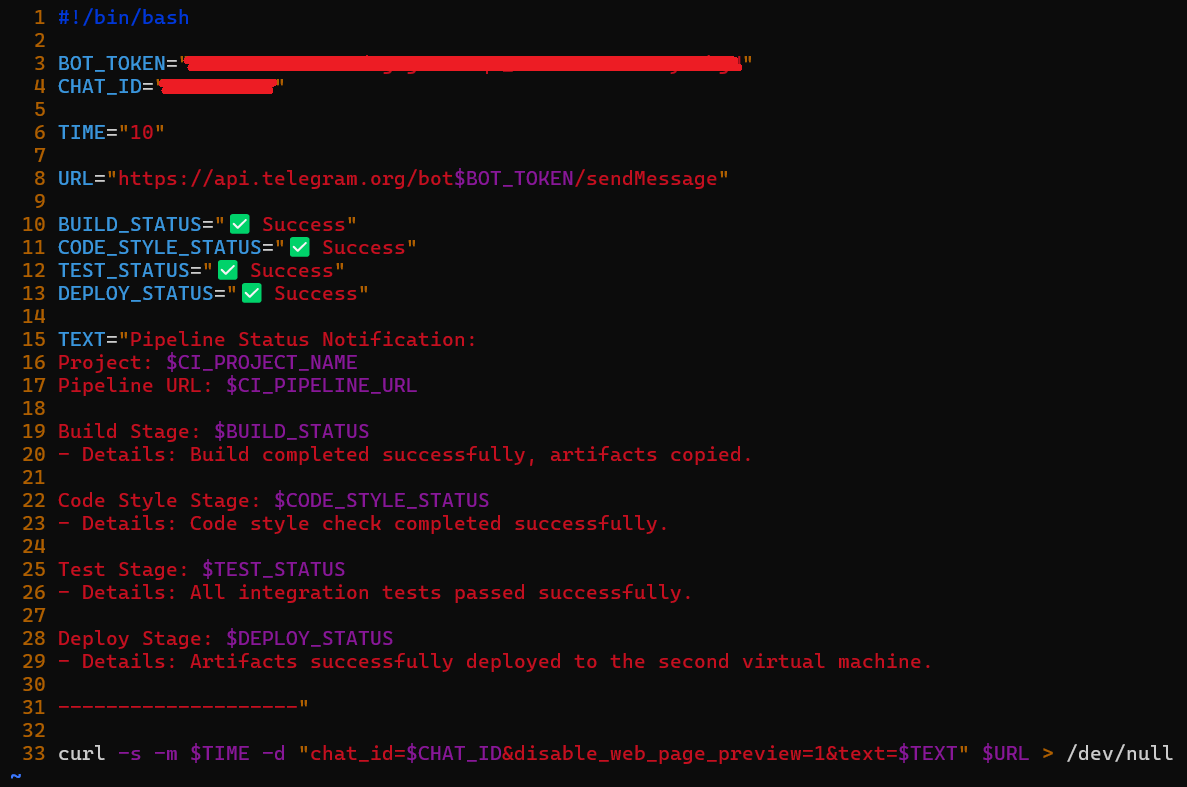 1 #!/bin/bash
2
3 BOT_TOKEN=""
4 CHAT_ID=""
5
6 TIME="10"
7
8 URL="https://api.telegram.org/bot$BOT_TOKEN/sendMessage"
9
10 BUILD_STATUS="✅ Success"
11 CODE_STYLE_STATUS="✅ Success"
12 TEST_STATUS="✅ Success"
13 DEPLOY_STATUS="✅ Success"
14
15 TEXT="Pipeline Status Notification:
16 Project: $CI_PROJECT_NAME
17 Pipeline URL: $CI_PIPELINE_URL
18
19 Build Stage: $BUILD_STATUS
20 - Details: Build completed successfully, artifacts copied.
21
22 Code Style Stage: $CODE_STYLE_STATUS
23 - Details: Code style check completed successfully.
24
25 Test Stage: $TEST_STATUS
26 - Details: All integration tests passed successfully.
27
28 Deploy Stage: $DEPLOY_STATUS
29 - Details: Artifacts successfully deployed to the second virtual machine.
30
31 --------------------"
32
33 curl -s -m $TIME -d "chat_id=$CHAT_ID&disable_web_page_preview=1&text=$TEXT" $URL > /dev/null
~